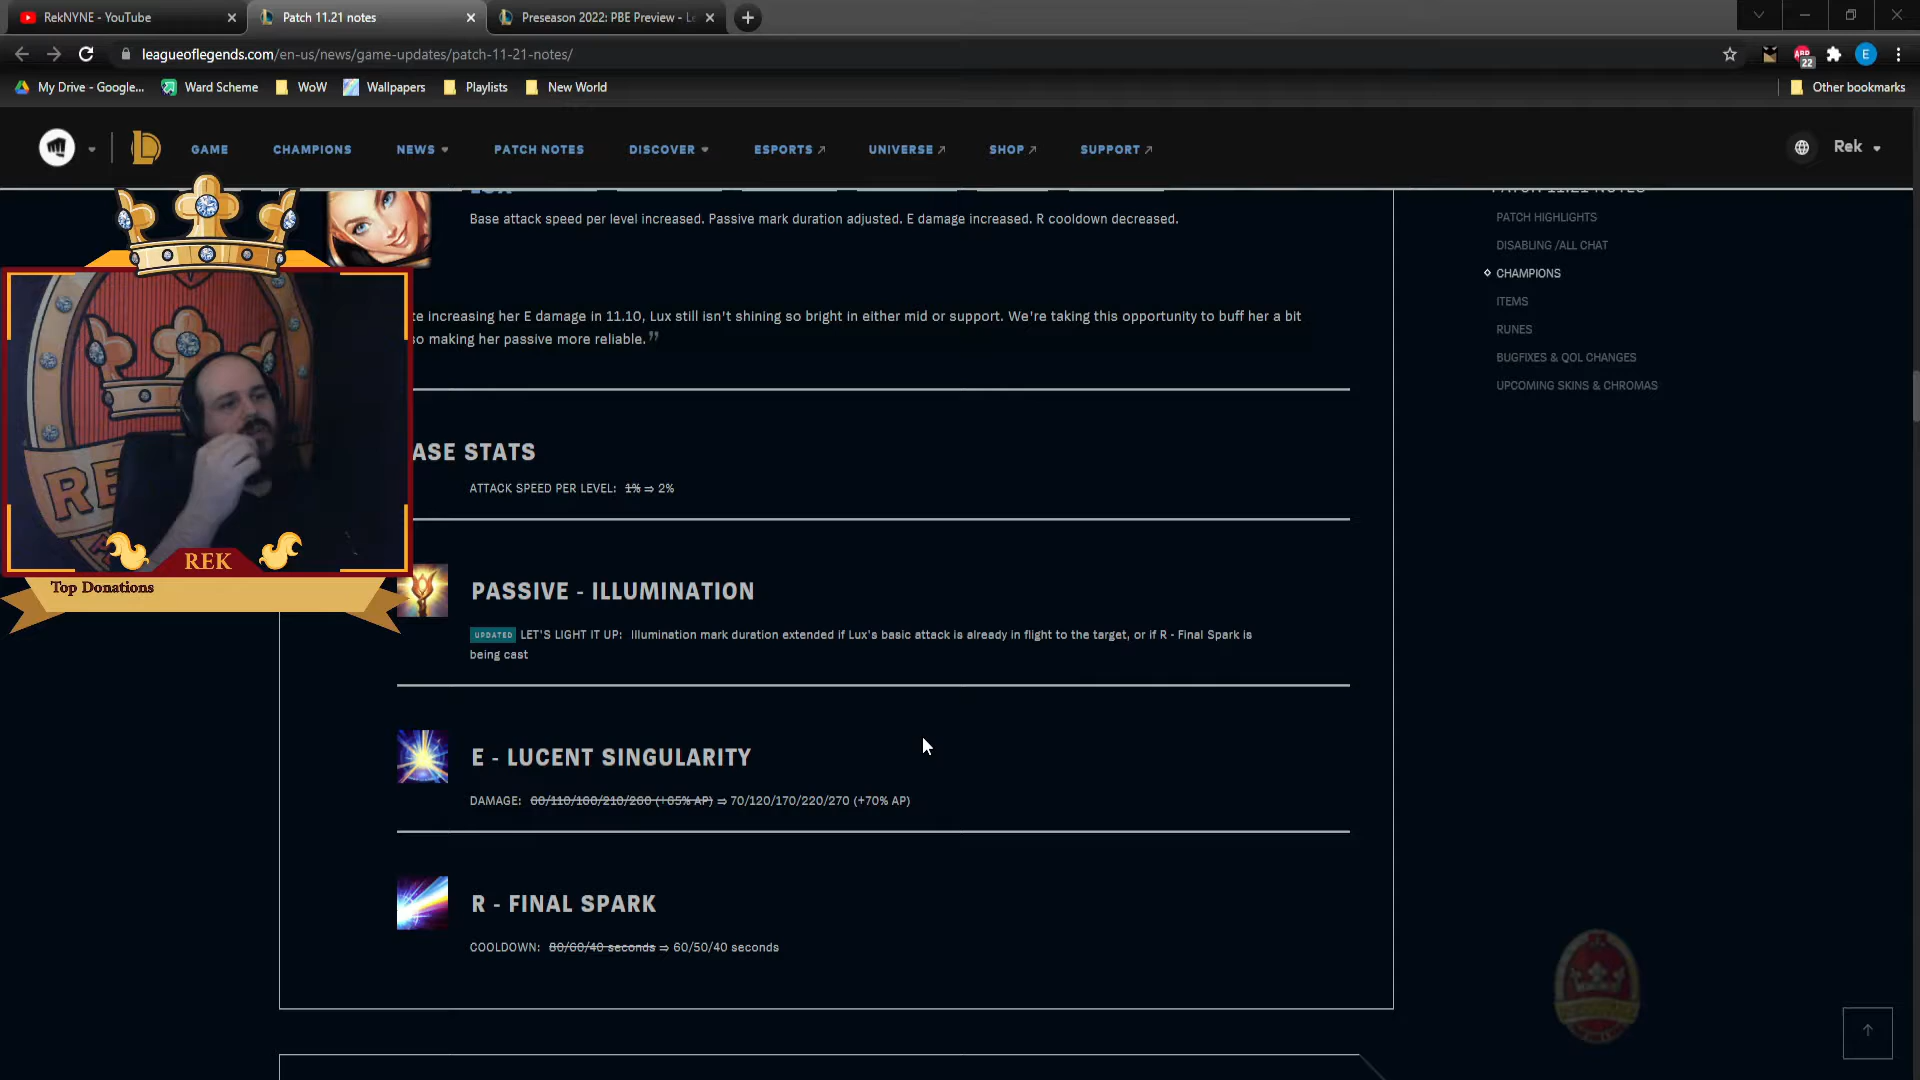 RekNYNE - YouTube
Patch 11.21 notes
Preseason 2022: PBE Preview - Le
leagueoflegends.com/en-us/news/game-updates/patch-11-21-notes/
22
E
My Drive - Google...
Ward Scheme
WoW
Wallpapers
Playlists
New World
Other bookmarks
GAME
CHAMPIONS
NEWS
PATCH NOTES
DISCOVER
ESPORTS
UNIVERSE
SHOP
SUPPORT
Rek
LUX
Base attack speed per level increased. Passive mark duration adjusted. E damage increased. R cooldown decreased.
increasing her E damage in 11.10, Lux still isn't shining so bright in either mid or support. We're taking this opportunity to buff her a bit
making her passive more reliable.”
ASE STATS
ATTACK SPEED PER LEVEL: 1% ⇒ 2%
PASSIVE - ILLUMINATION
UPDATED LET'S LIGHT IT UP: Illumination mark duration extended if Lux's basic attack is already in flight to the target, or if R - Final Spark is
being cast
E - LUCENT SINGULARITY
DAMAGE: 60/110/160/210/260 (+65% AP) ⇒ 70/120/170/220/270 (+70% AP)
R - FINAL SPARK
COOLDOWN: 80/60/40 seconds ⇒ 60/50/40 seconds
PATCH 11.21 NOTES
PATCH HIGHLIGHTS
DISABLING /ALL CHAT
CHAMPIONS
ITEMS
RUNES
BUGFIXES & QOL CHANGES
UPCOMING SKINS & CHROMAS
RE
REK
Top Donations